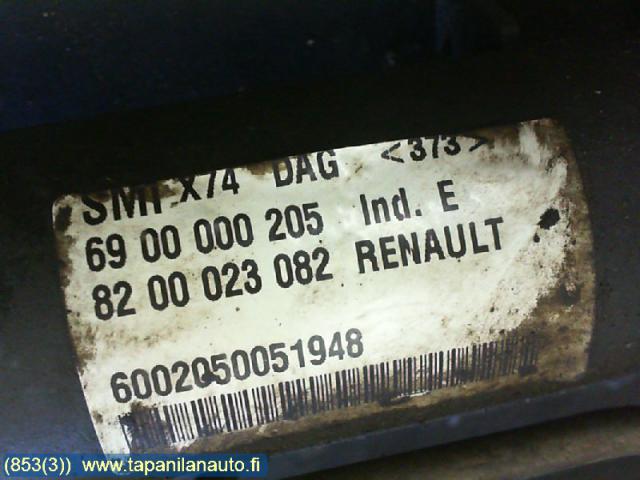 SMI X74 DAG <373>
69 00 000 205 Ind. E
82 00 023 082 RENAULT
6002050051948
(853(3)) www.tapanilanauto.fi